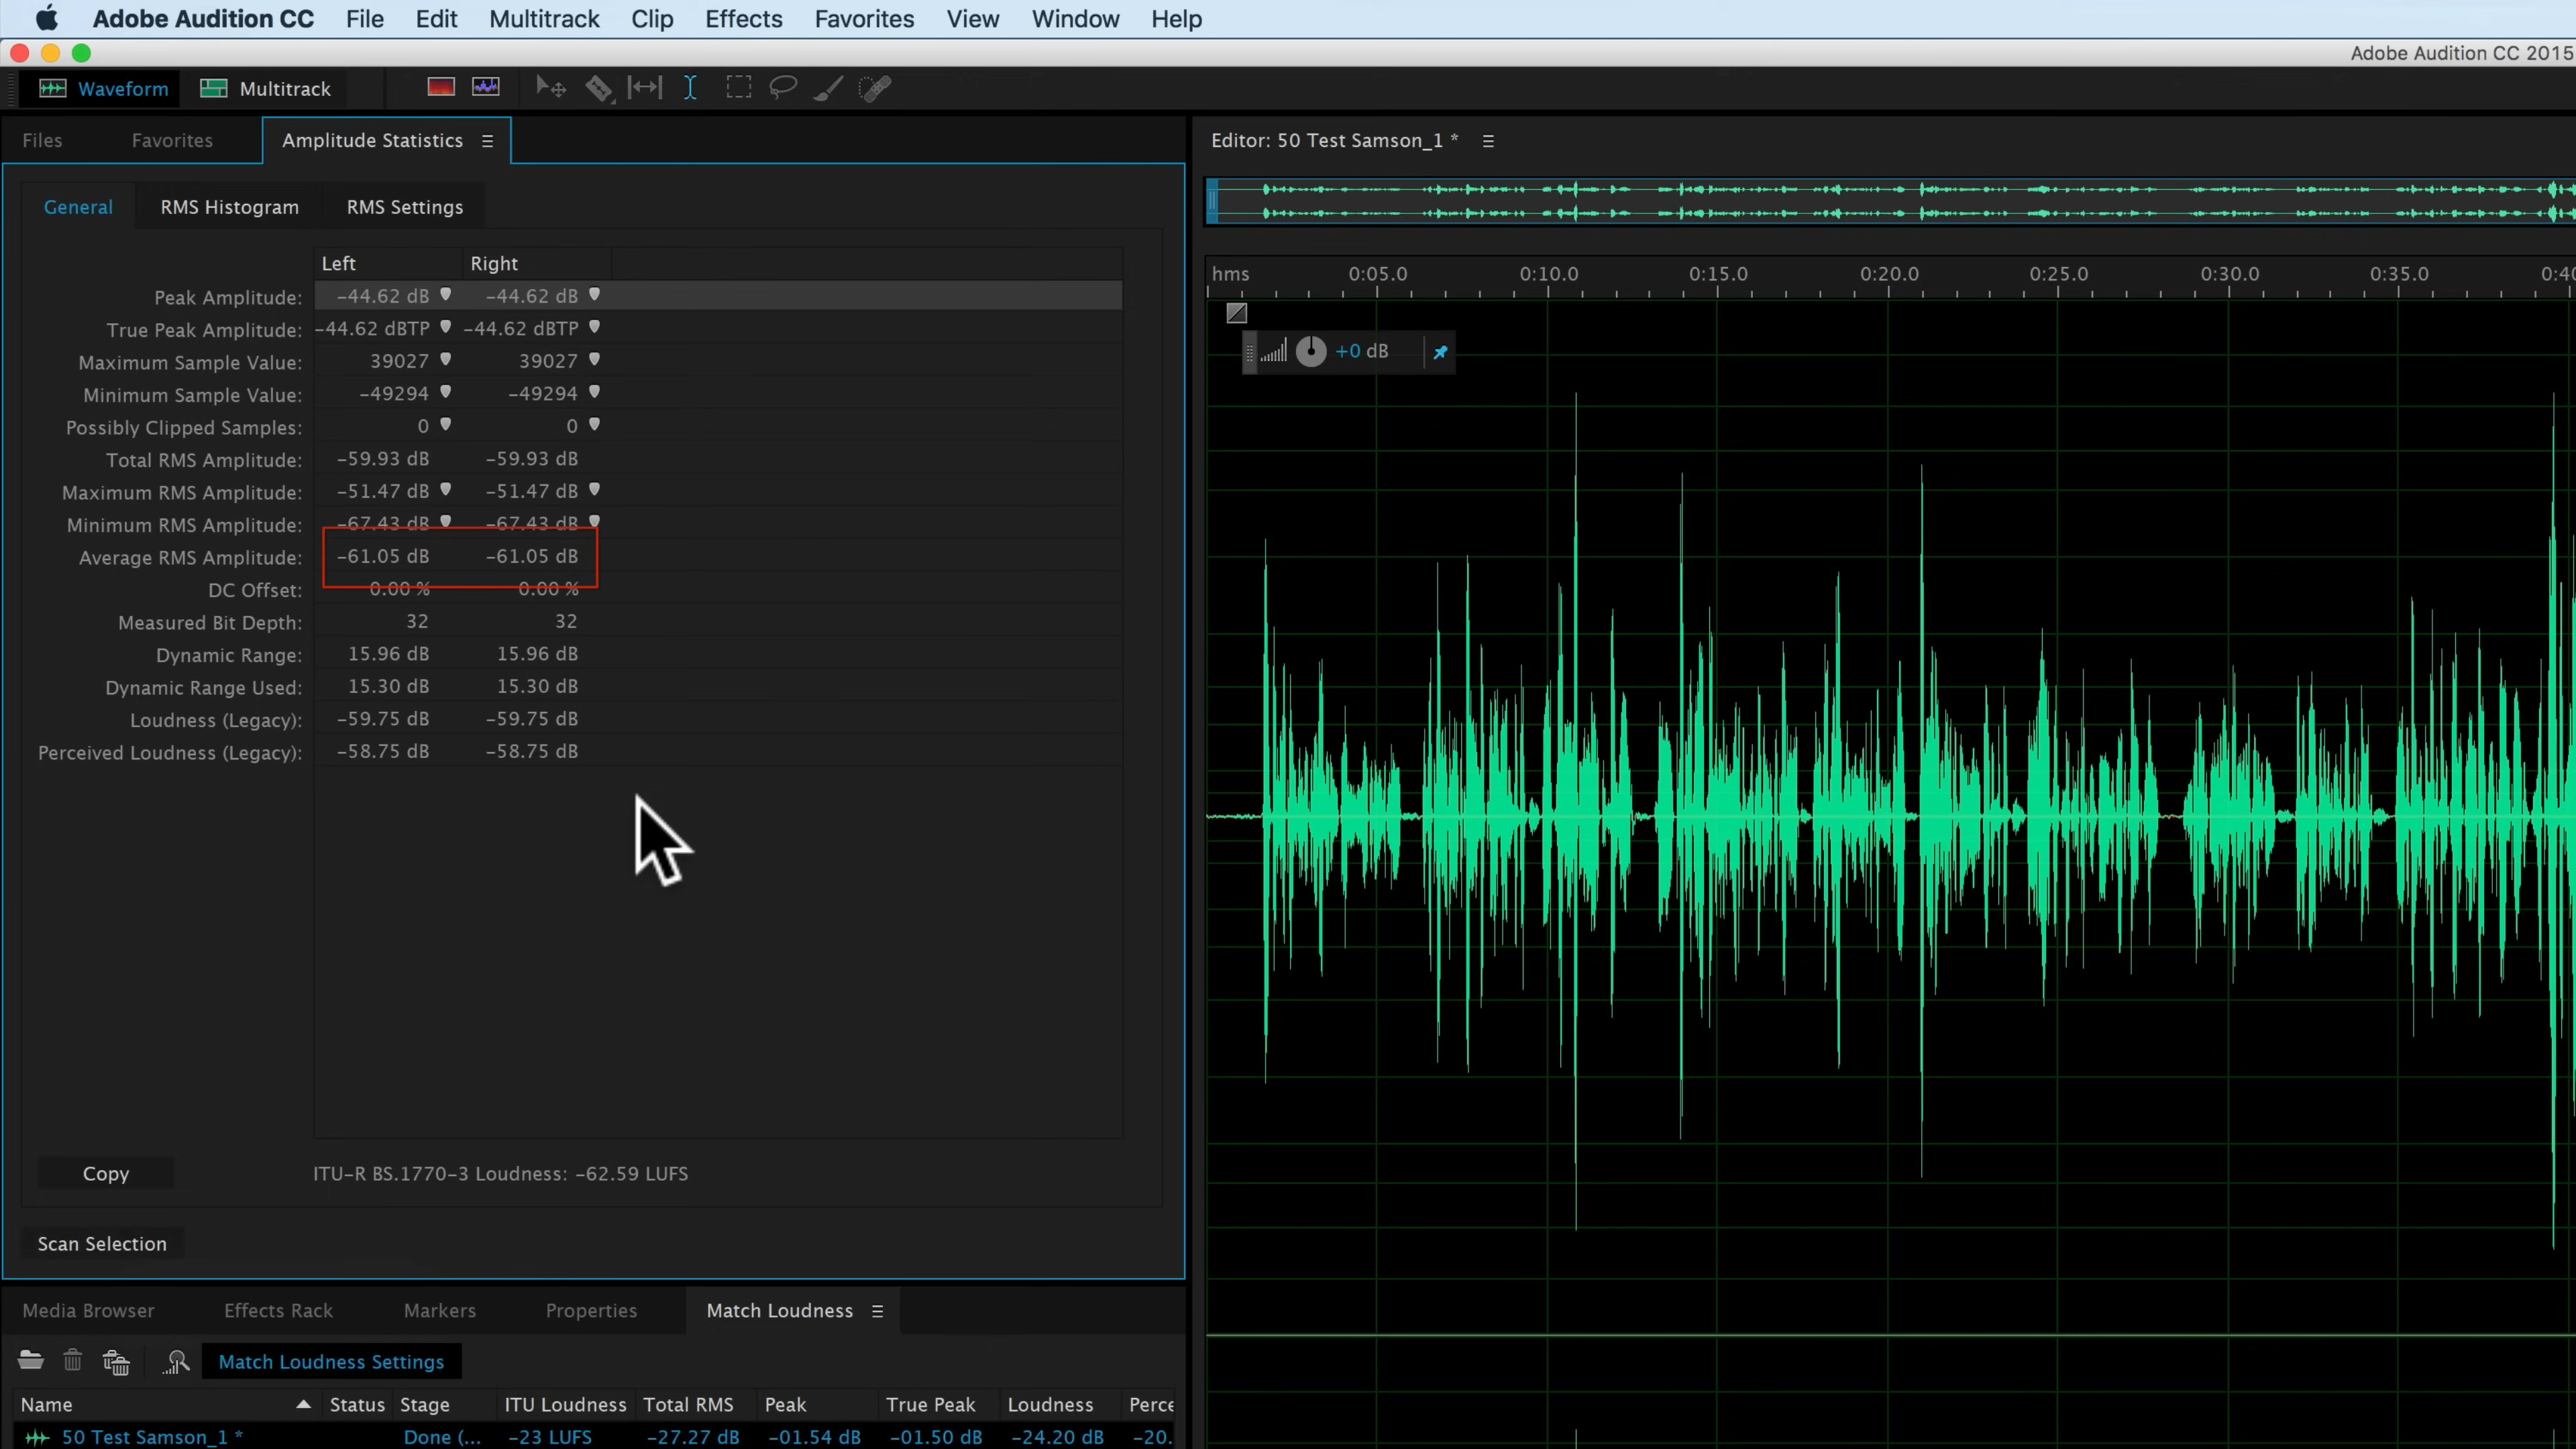 Adobe Audition CC File Edit Multitrack Clip Effects Favorites View Window Help
Adobe Audition CC 2015
Waveform Multitrack
Files Favorites Amplitude Statistics
Editor: 50 Test Samson_1 *
General RMS Histogram RMS Settings
Left Right
Peak Amplitude: -44.62 dB -44.62 dB
True Peak Amplitude: -44.62 dBTP -44.62 dBTP
Maximum Sample Value: 39027 39027
Minimum Sample Value: -49294 -49294
Possibly Clipped Samples: 0 0
Total RMS Amplitude: -59.93 dB -59.93 dB
Maximum RMS Amplitude: -51.47 dB -51.47 dB
Minimum RMS Amplitude: -67.43 dB -67.43 dB
Average RMS Amplitude: -61.05 dB -61.05 dB
DC Offset: 0.00 % 0.00 %
Measured Bit Depth: 32 32
Dynamic Range: 15.96 dB 15.96 dB
Dynamic Range Used: 15.30 dB 15.30 dB
Loudness (Legacy): -59.75 dB -59.75 dB
Perceived Loudness (Legacy): -58.75 dB -58.75 dB
Copy ITU-R BS.1770-3 Loudness: -62.59 LUFS
Scan Selection
hms 0:05.0 0:10.0 0:15.0 0:20.0 0:25.0 0:30.0 0:35.0 0:40
+0 dB
Media Browser Effects Rack Markers Properties Match Loudness
Match Loudness Settings
Name Status Stage ITU Loudness Total RMS Peak True Peak Loudness Perce
50 Test Samson_1 * Done (... -23 LUFS -27.27 dB -01.54 dB -01.50 dB -24.20 dB -20.